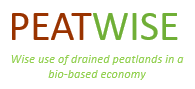 PEATWISE
Wise use of drained peatlands in a
bio-based economy